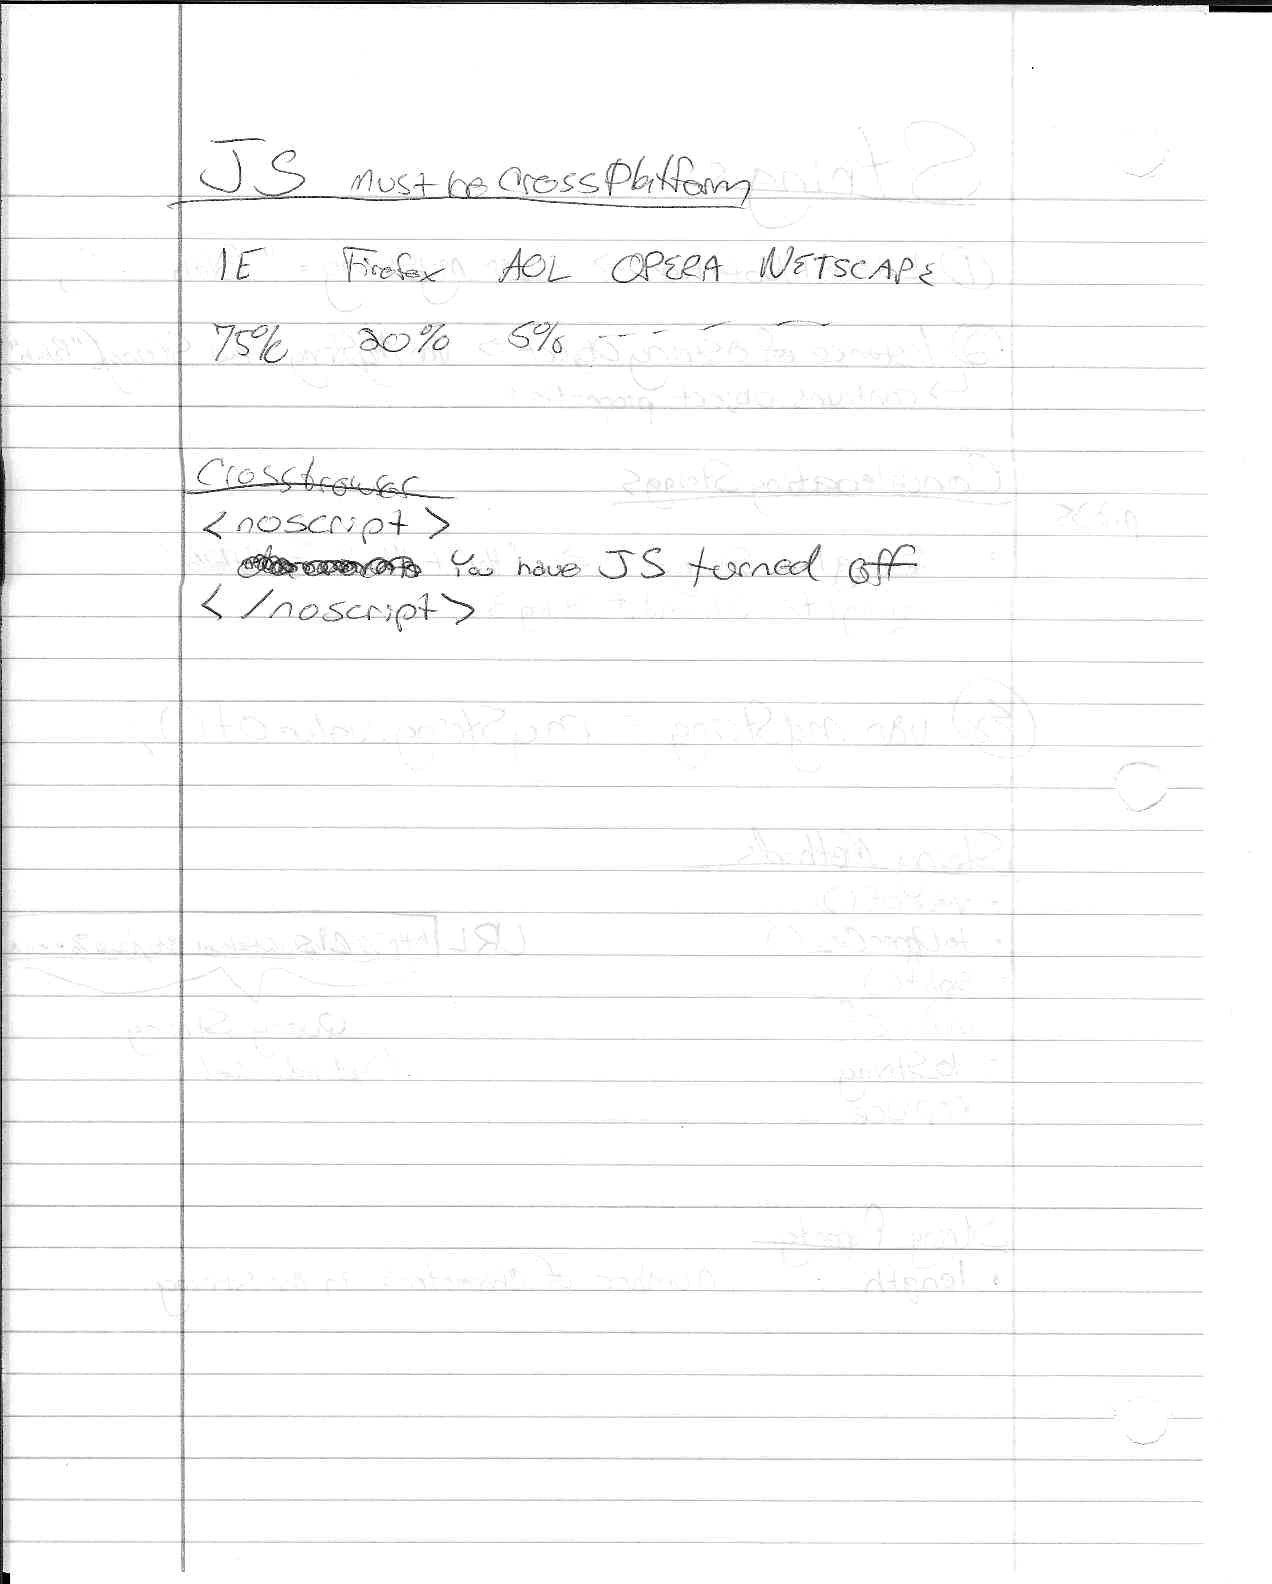 JS must be cross Platform
IE Firefox AOL OPERA NETSCAPE
75% 20% 5% -- - - -
Crossbrowser
<noscript>
You have JS turned off
</noscript>